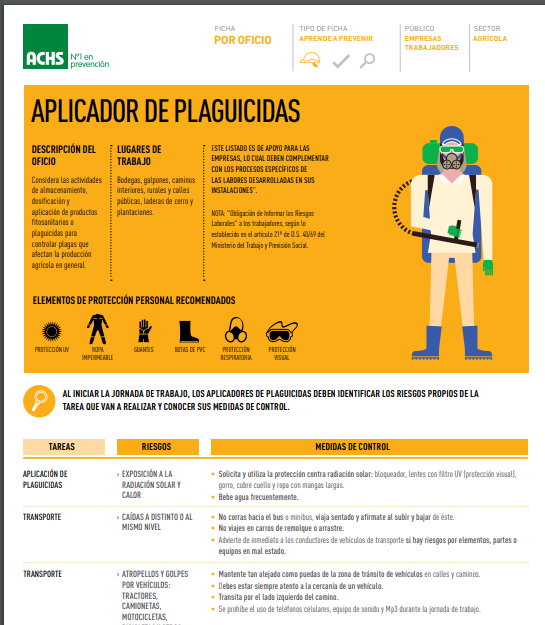 ACHS
N°1 en
prevención
FICHA
POR OFICIO
TIPO DE FICHA
APRENDE A PREVENIR
PÚBLICO
EMPRESAS
TRABAJADORES
SECTOR
AGRÍCOLA
APLICADOR DE PLAGUICIDAS
DESCRIPCIÓN DEL
OFICIO
Considera las actividades
de almacenamiento,
dosificación y
aplicación de productos
fitosanitarios o
plaguicidas para
controlar plagas que
afectan la producción
agrícola en general.
LUGARES DE
TRABAJO
Bodegas, galpones, caminos
interiores, rurales y calles
públicas, laderas de cerro y
plantaciones.
ESTE LISTADO ES DE APOYO PARA LAS
EMPRESAS, LO CUAL DEBEN COMPLEMENTAR
CON LOS PROCESOS ESPECÍFICOS DE
LAS LABORES DESARROLLADAS EN SUS
INSTALACIONES".
NOTA: "Obligación de Informar los Riesgos
Laborales" a los trabajadores, según lo
establecido en el artículo 21º de D.S. 40/69 del
Ministerio del Trabajo y Previsión Social.
ELEMENTOS DE PROTECCIÓN PERSONAL RECOMENDADOS
PROTECCIÓN UV
ROPA
IMPERMEABLE
GUANTES
BOTAS DE PVC
PROTECCIÓN
RESPIRATORIA
PROTECCIÓN
VISUAL
AL INICIAR LA JORNADA DE TRABAJO, LOS APLICADORES DE PLAGUICIDAS DEBEN IDENTIFICAR LOS RIESGOS PROPIOS DE LA
TAREA QUE VAN A REALIZAR Y CONOCER SUS MEDIDAS DE CONTROL.
TAREAS
RIESGOS
MEDIDAS DE CONTROL
APLICACIÓN DE
PLAGUICIDAS
› EXPOSICIÓN A LA
RADIACIÓN SOLAR Y
CALOR
• Solicita y utiliza la protección contra radiación solar: bloqueador, lentes con filtro UV (protección visual),
gorro, cubre cuello y ropa con mangas largas.
• Bebe agua frecuentemente.
TRANSPORTE
› CAÍDAS A DISTINTO O AL
MISMO NIVEL
• No corras hacia el bus o minibus, viaja sentado y afírmate al subir y bajar de éste.
• No viajes en carros de remolque o arrastre.
• Advierte de inmediato a los conductores de vehículos de transporte si hay riesgos por elementos, partes o
equipos en mal estado.
TRANSPORTE
› ATROPELLOS Y GOLPES
POR VEHÍCULOS:
TRACTORES,
CAMIONETAS,
MOTOCICLETAS,
• Mantente tan alejado como puedas de la zona de tránsito de vehículos en calles y caminos.
• Debes estar siempre atento a la cercanía de un vehículo.
• Transita por el lado izquierdo del camino.
• Se prohíbe el uso de teléfonos celulares, equipo de sonido y Mp3 durante la jornada de trabajo.